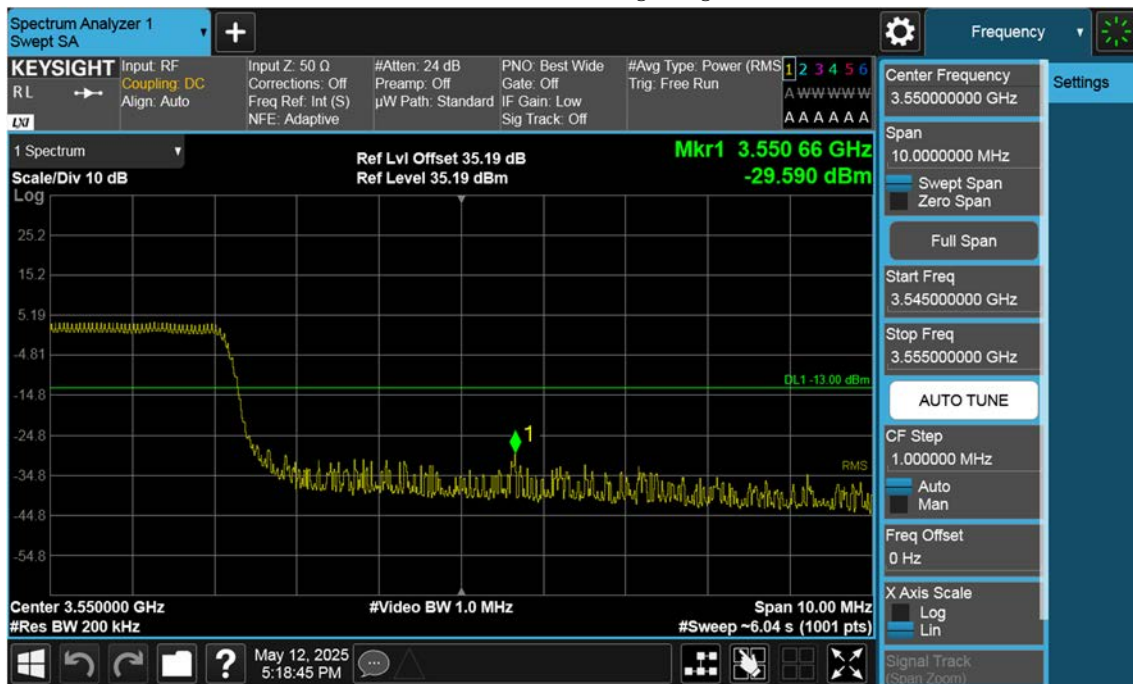 Spectrum Analyzer 1
Swept SA
+
Frequency
KEYSIGHT
RL
LXI
Input: RF
Coupling: DC
Align: Auto
Input Z: 50 Ω
Corrections: Off
Freq Ref: Int (S)
NFE: Adaptive
#Atten: 24 dB
Preamp: Off
µW Path: Standard
PNO: Best Wide
Gate: Off
IF Gain: Low
Sig Track: Off
#Avg Type: Power (RMS
Trig: Free Run
1 2 3 4 5 6
A W W W W W
A A A A A A
1 Spectrum
Scale/Div 10 dB
Ref Lvl Offset 35.19 dB
Ref Level 35.19 dBm
Mkr1 3.550 66 GHz
-29.590 dBm
Log
25.2
15.2
5.19
-4.81
-14.8
-24.8
-34.8
-44.8
-54.8
DL1 -13.00 dBm
1
RMS
Center 3.550000 GHz
#Video BW 1.0 MHz
Span 10.00 MHz
#Res BW 200 kHz
#Sweep ~6.04 s (1001 pts)
?
May 12, 2025
5:18:45 PM
Center Frequency
3.550000000 GHz
Settings
Span
10.0000000 MHz
Swept Span
Zero Span
Full Span
Start Freq
3.545000000 GHz
Stop Freq
3.555000000 GHz
AUTO TUNE
CF Step
1.000000 MHz
Auto
Man
Freq Offset
0 Hz
X Axis Scale
Log
Lin
Signal Track
(Span Zoom)